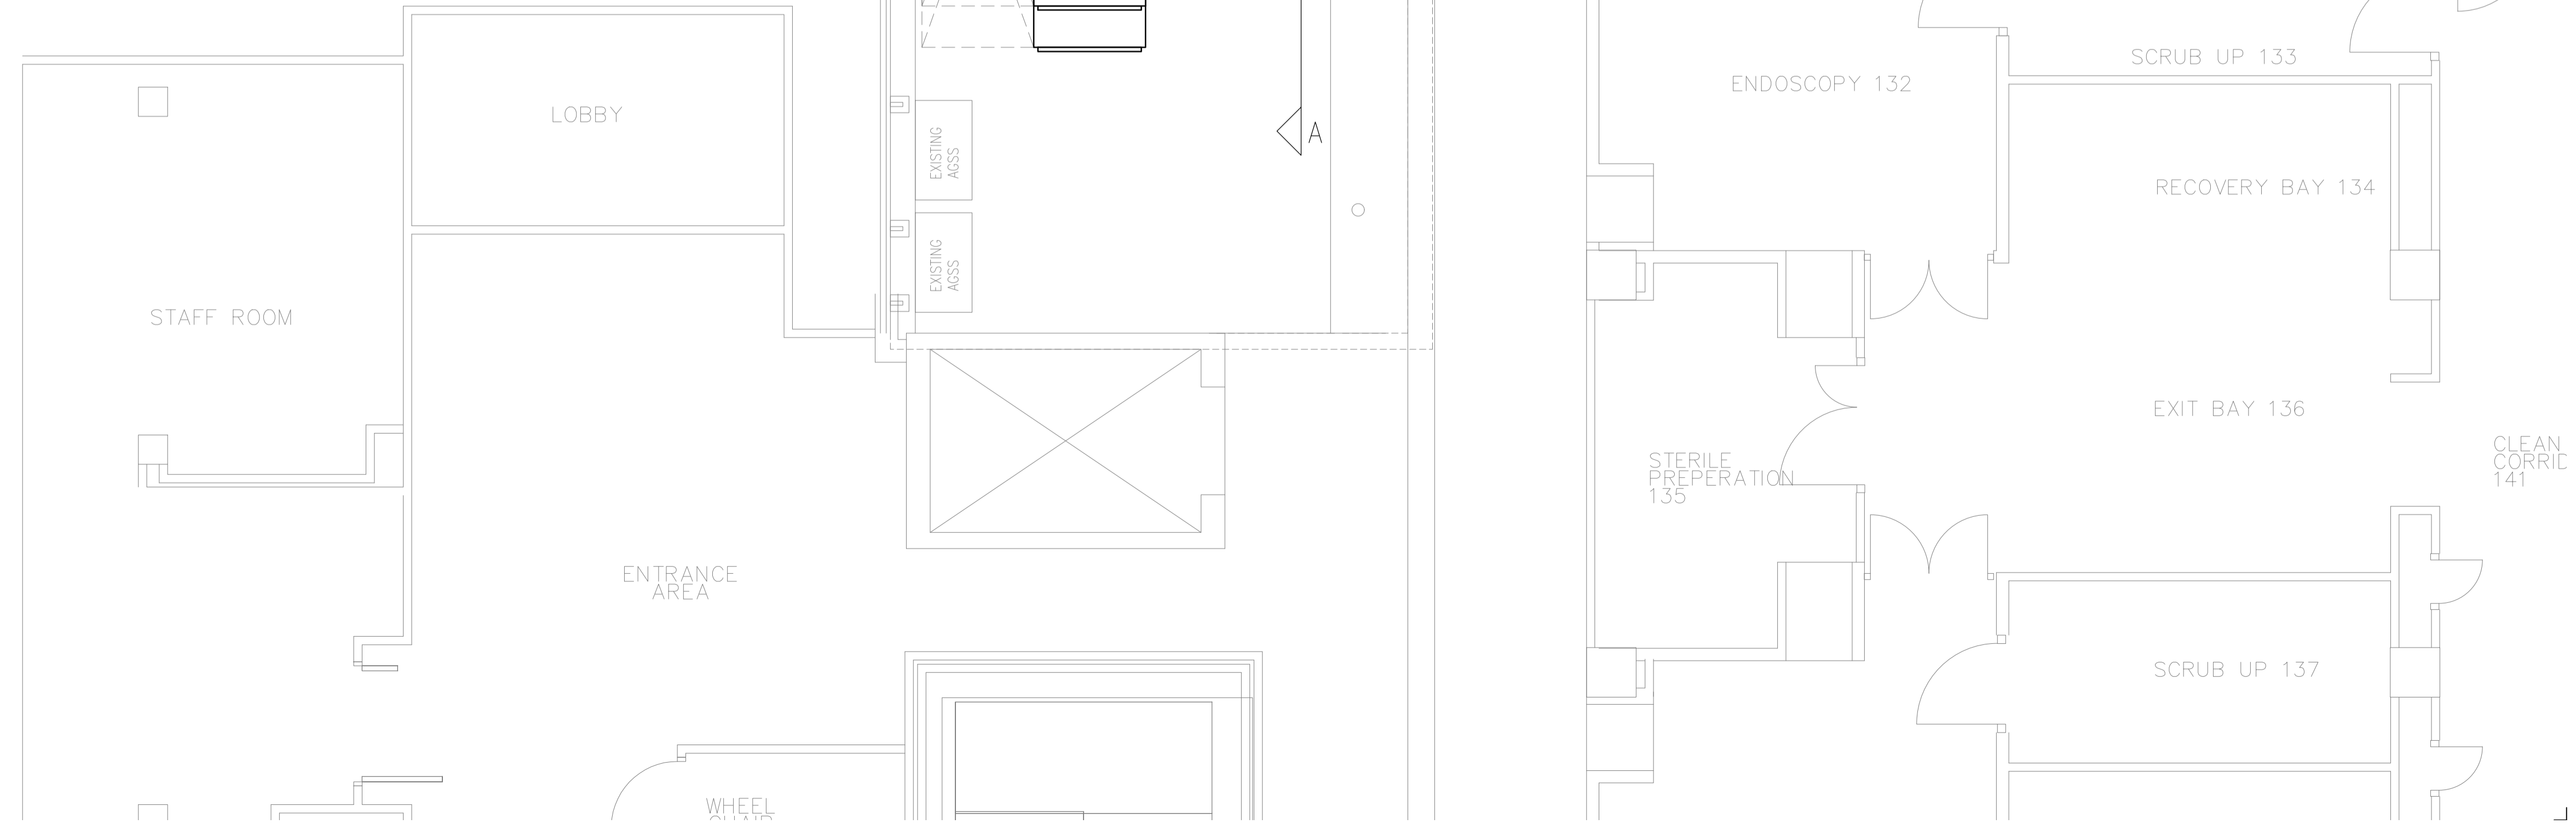 SCRUB UP 133
ENDOSCOPY 132
LOBBY
A
EXISTING
AGSS
RECOVERY BAY 134
EXISTING
AGSS
STAFF ROOM
EXIT BAY 136
CLEAN
141
STERILE
PREPERATION
135
ENTRANCE
AREA
SCRUB UP 137
WHEEL